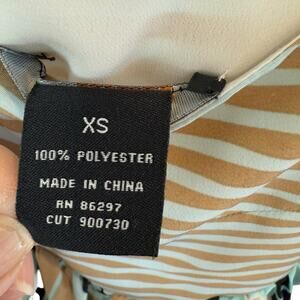 XS
100% POLYESTER
MADE IN CHINA
RN 86297
CUT 900730